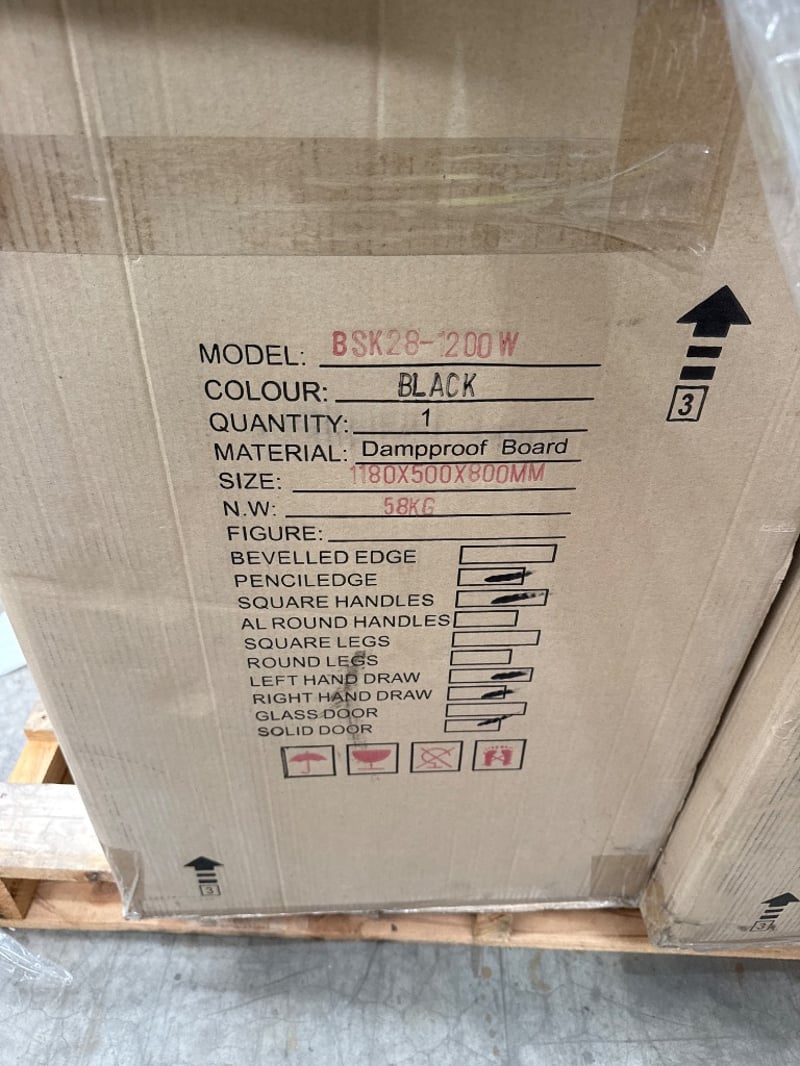 MODEL: BSK28-1200W
COLOUR: BLACK
QUANTITY: 1
MATERIAL: Dampproof Board
SIZE: 1180X500X800MM
N.W: 58KG
FIGURE:
BEVELLED EDGE
PENCILEDGE
SQUARE HANDLES
AL ROUND HANDLES
SQUARE LEGS
ROUND LEGS
LEFT HAND DRAW
RIGHT HAND DRAW
GLASS DOOR
SOLID DOOR
3
3
3